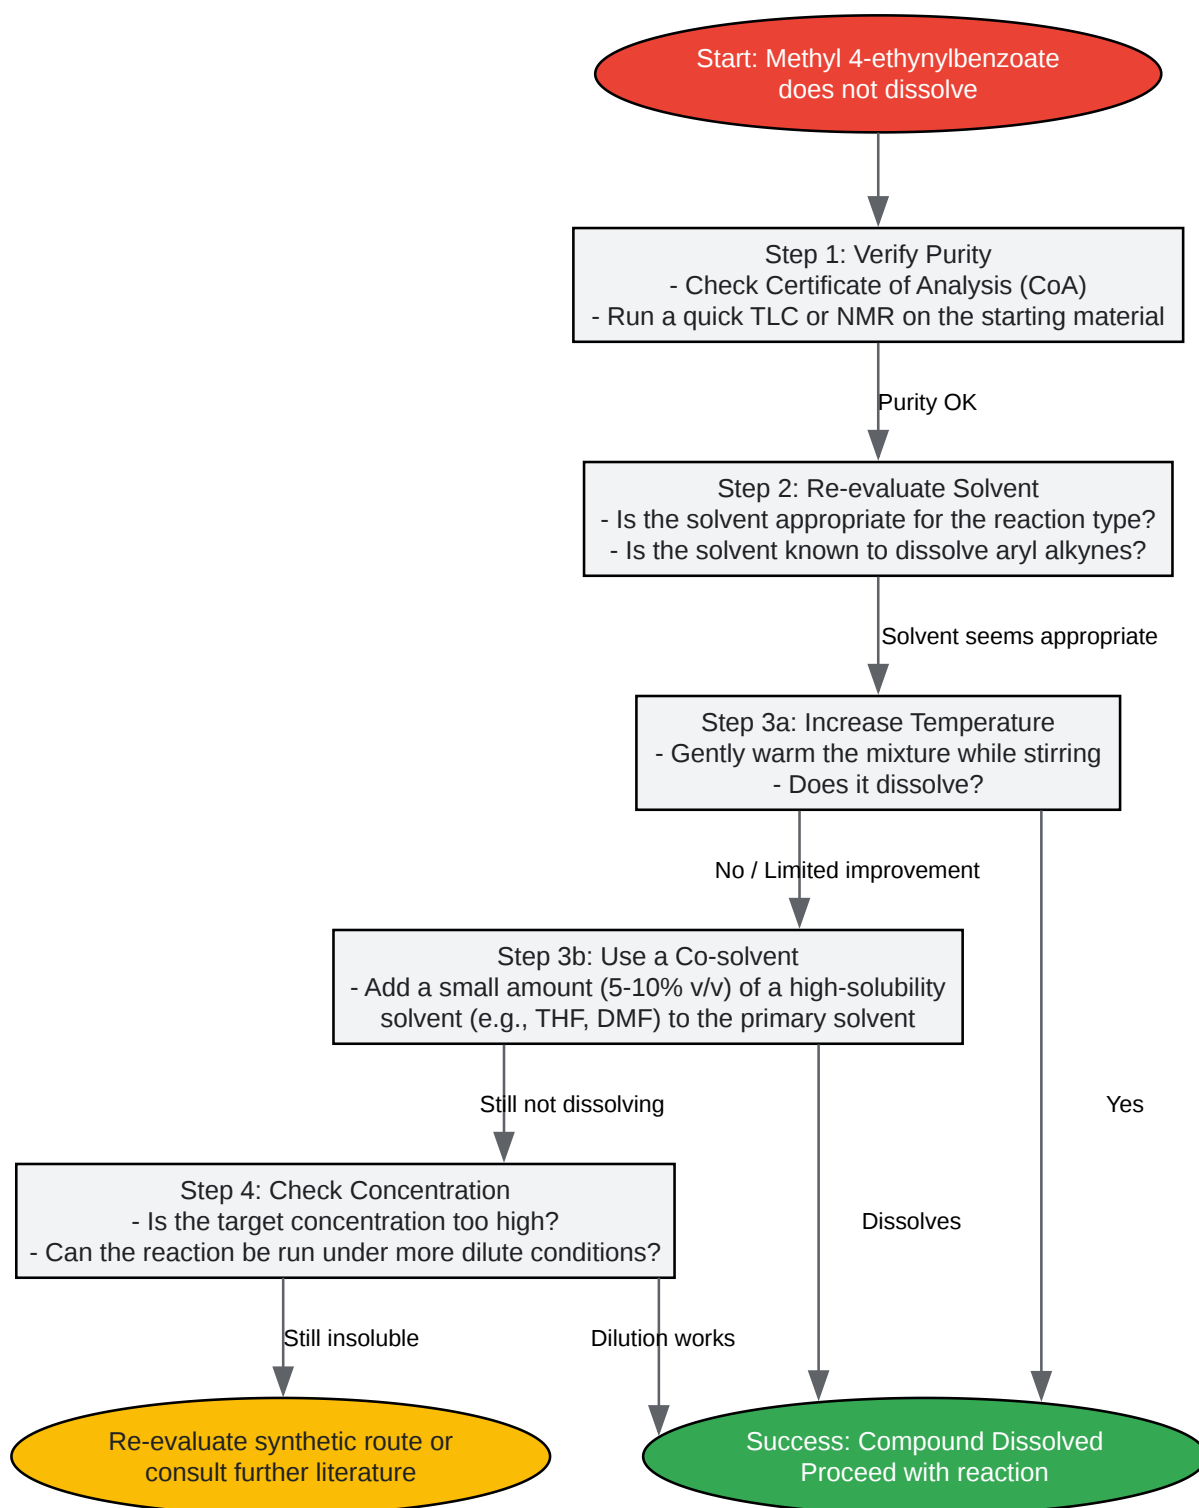 Start: Methyl 4-ethynylbenzoate
does not dissolve
Step 1: Verify Purity
- Check Certificate of Analysis (CoA)
- Run a quick TLC or NMR on the starting material
Purity OK
Step 2: Re-evaluate Solvent
- Is the solvent appropriate for the reaction type?
- Is the solvent known to dissolve aryl alkynes?
Solvent seems appropriate
Step 3a: Increase Temperature
- Gently warm the mixture while stirring
- Does it dissolve?
No / Limited improvement
Step 3b: Use a Co-solvent
- Add a small amount (5-10% v/v) of a high-solubility
solvent (e.g., THF, DMF) to the primary solvent
Still not dissolving
Yes
Step 4: Check Concentration
- Is the target concentration too high?
- Can the reaction be run under more dilute conditions?
Dissolves
Still insoluble
Dilution works
Re-evaluate synthetic route or
consult further literature
Success: Compound Dissolved
Proceed with reaction